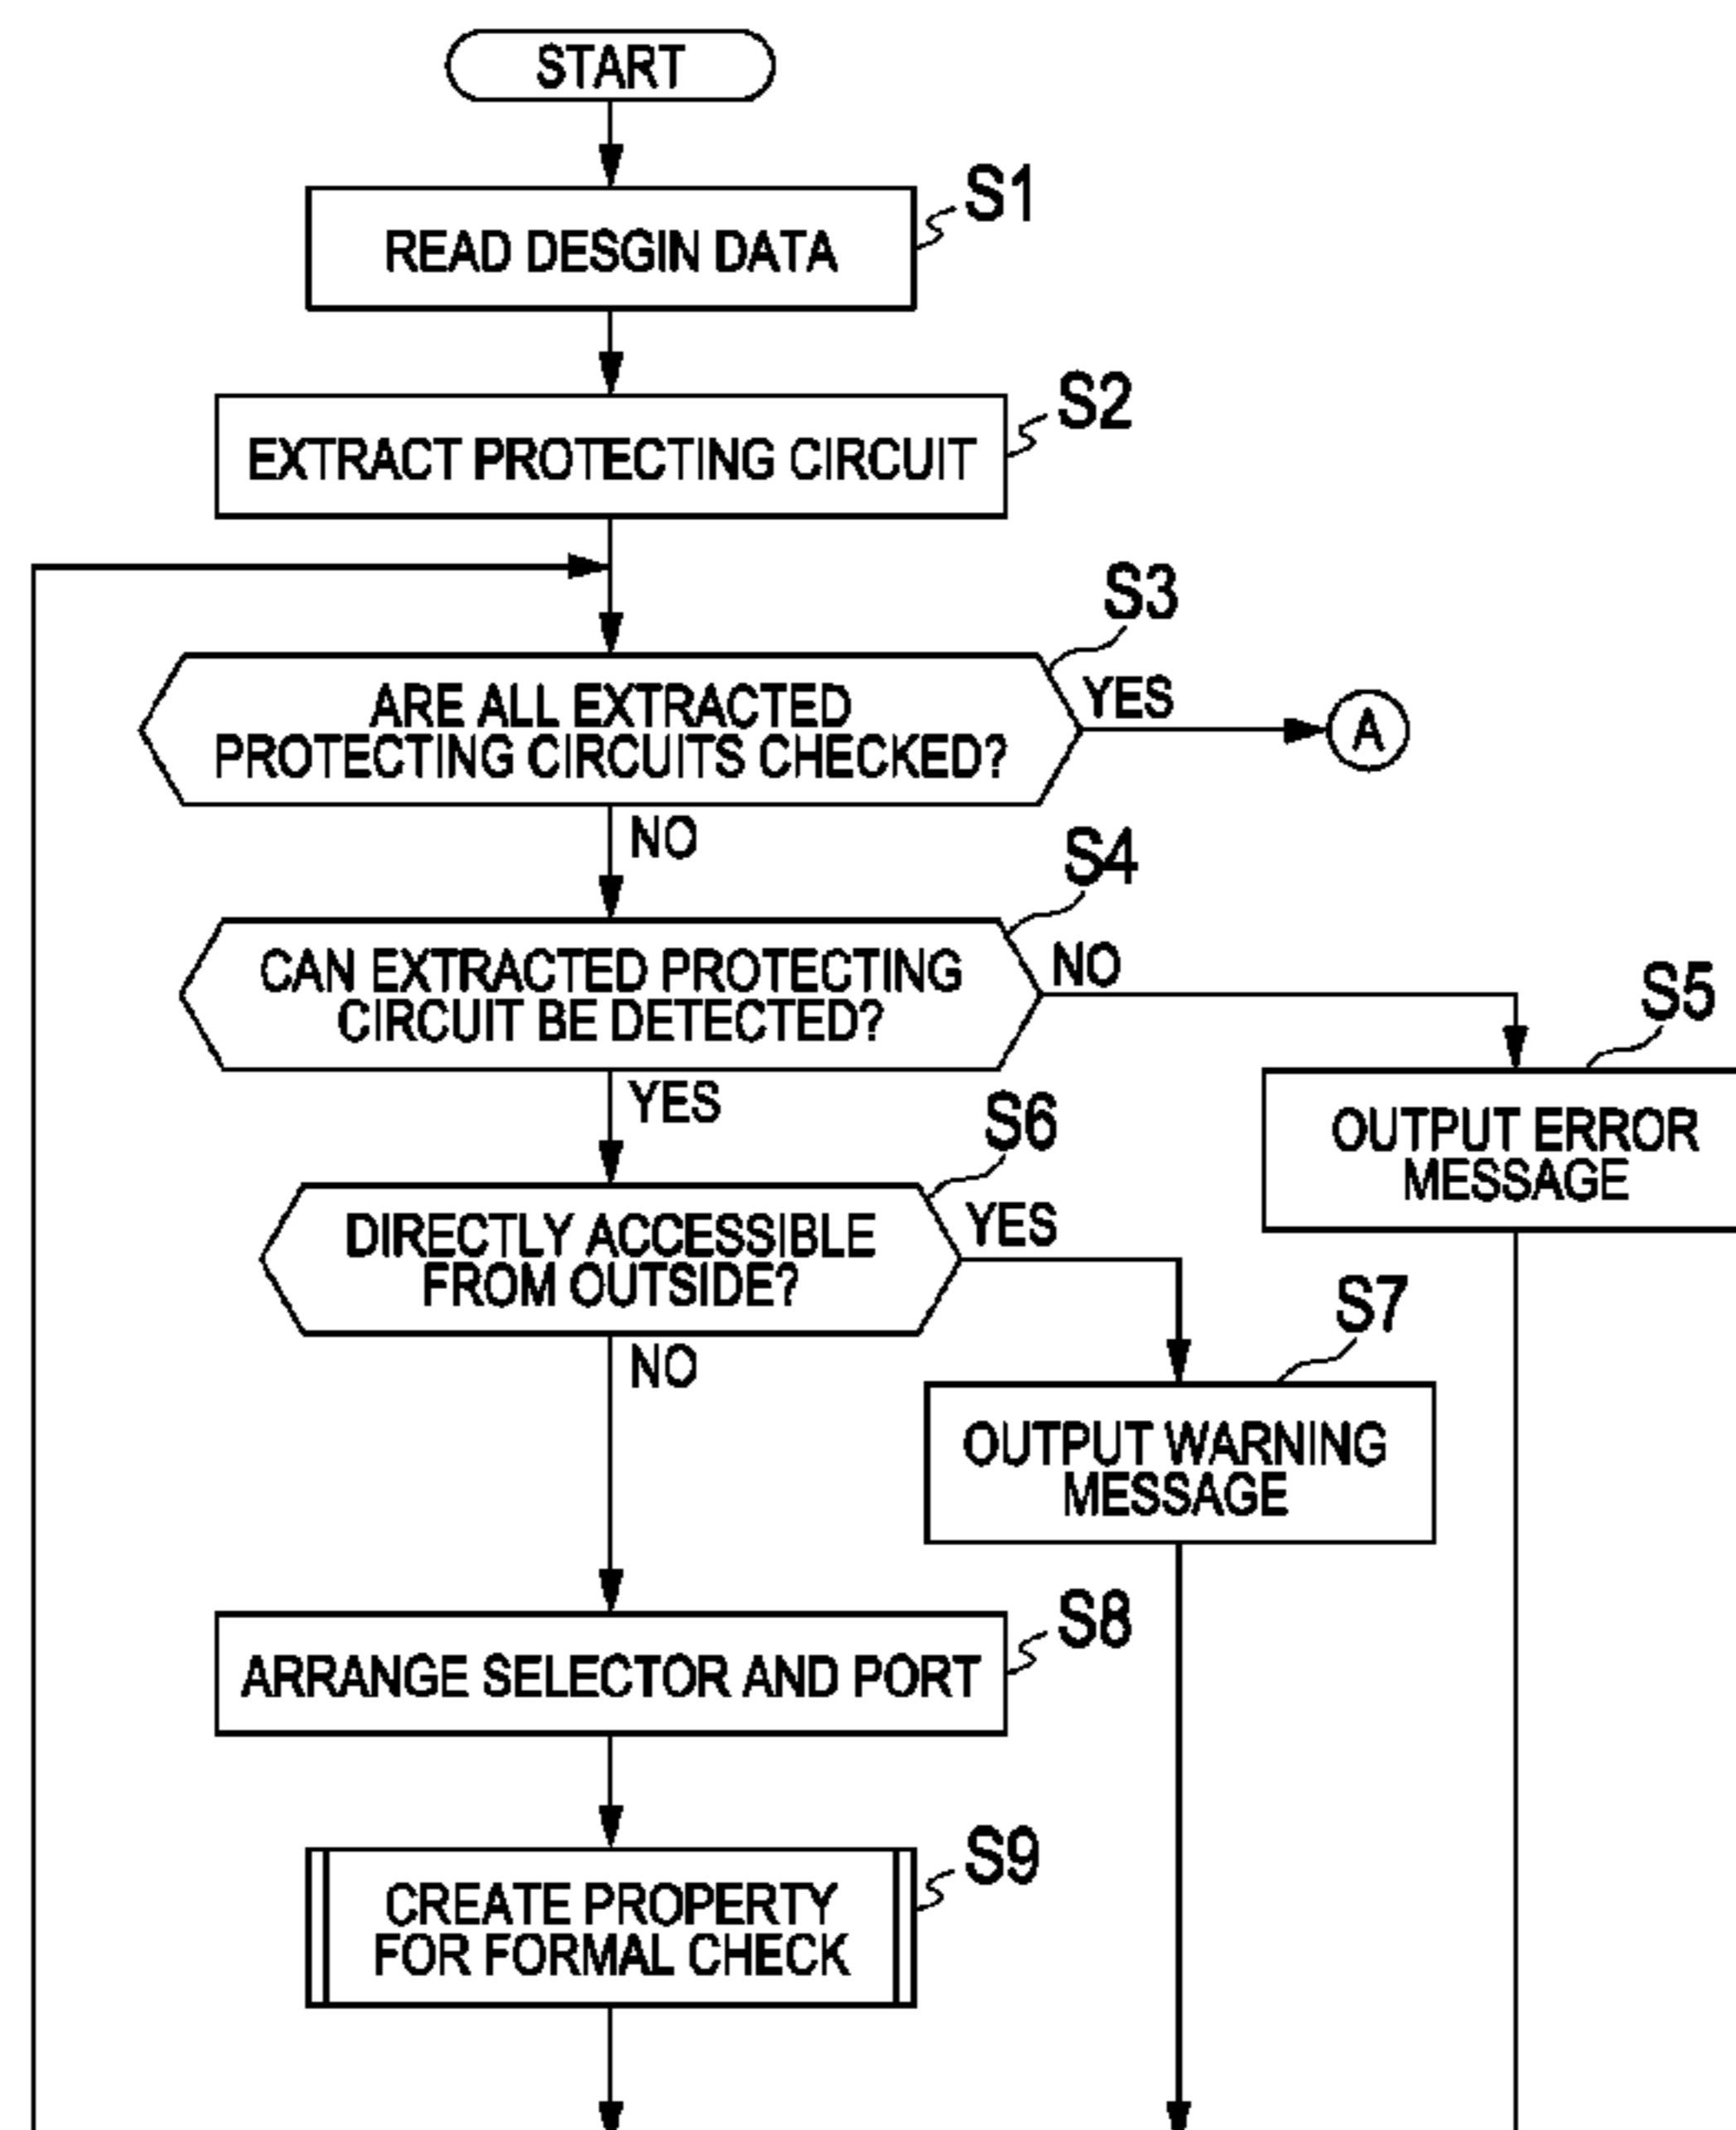 START
S1
READ DESGIN DATA
S2
EXTRACT PROTECTING CIRCUIT
S3
ARE ALL EXTRACTED
PROTECTING CIRCUITS CHECKED?
YES
A
NO
S4
CAN EXTRACTED PROTECTING
CIRCUIT BE DETECTED?
NO
S5
OUTPUT ERROR
MESSAGE
YES
S6
DIRECTLY ACCESSIBLE
FROM OUTSIDE?
YES
S7
OUTPUT WARNING
MESSAGE
NO
S8
ARRANGE SELECTOR AND PORT
S9
CREATE PROPERTY
FOR FORMAL CHECK